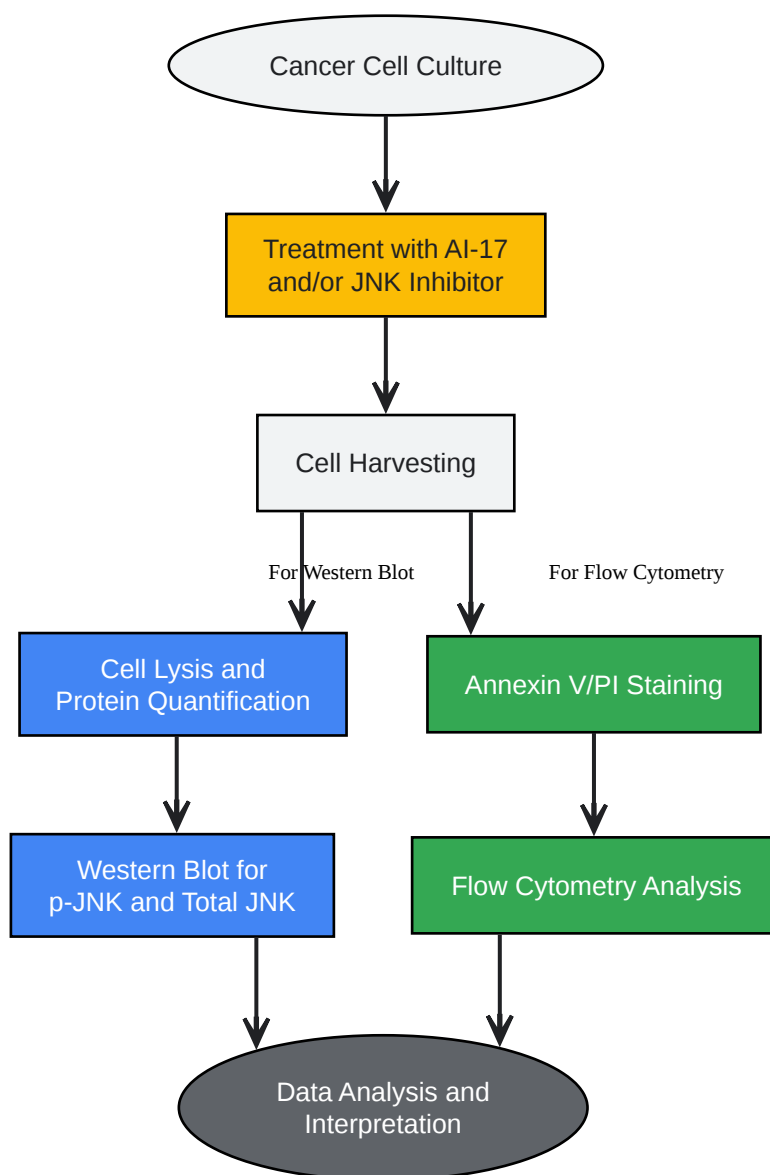 Cancer Cell Culture
Treatment with AI-17
and/or JNK Inhibitor
Cell Harvesting
For Western Blot
For Flow Cytometry
Cell Lysis and
Protein Quantification
Annexin V/PI Staining
Western Blot for
p-JNK and Total JNK
Flow Cytometry Analysis
Data Analysis and
Interpretation